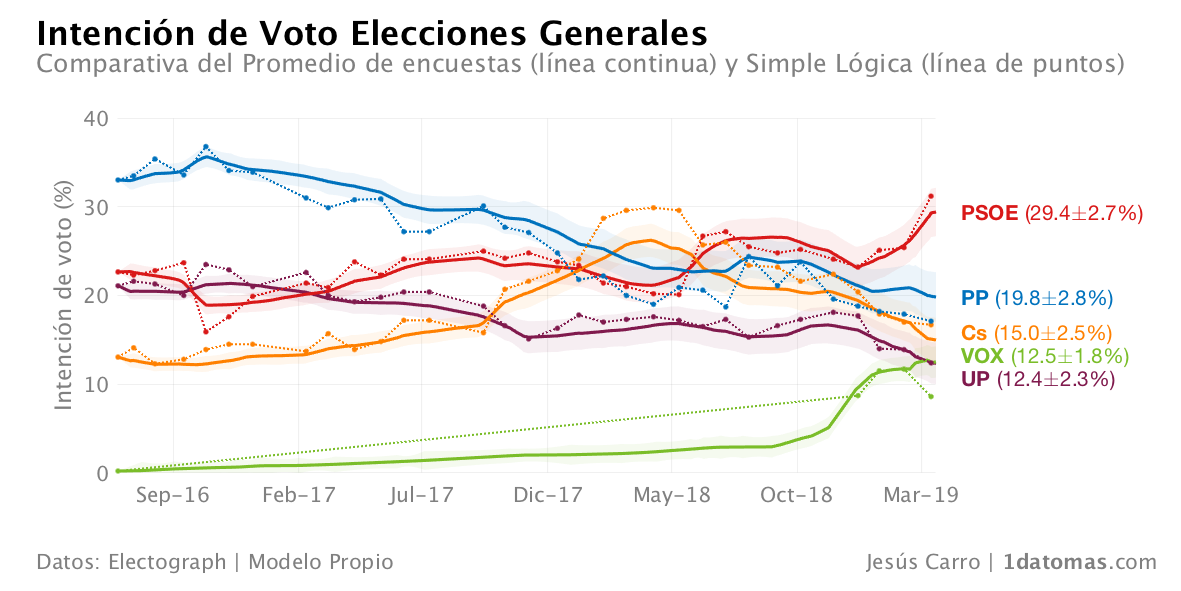 Intención de Voto Elecciones Generales
Comparativa del Promedio de encuestas (línea continua) y Simple Lógica (línea de puntos)
Intención de voto (%)
40
30
20
10
0
Sep-16 Feb-17 Jul-17 Dic-17 May-18 Oct-18 Mar-19
PSOE (29.4±2.7%)
PP (19.8±2.8%)
Cs (15.0±2.5%)
VOX (12.5±1.8%)
UP (12.4±2.3%)
Datos: Electograph | Modelo Propio
Jesús Carro | 1datomas.com